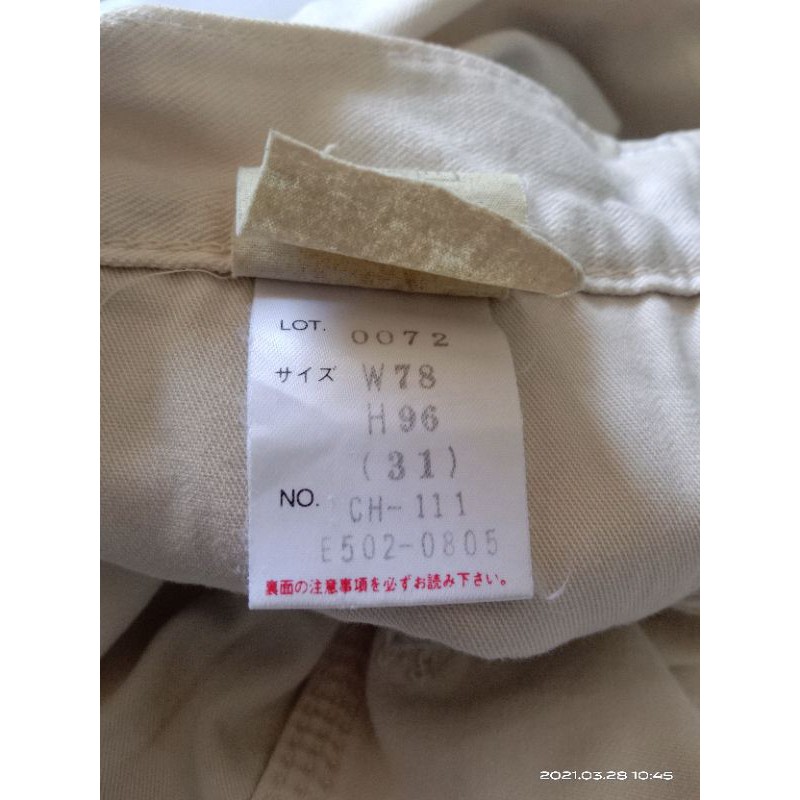 LOT. 0072
サイズ W78
H96
(31)
NO. CH-111
E502-0805
裏面の注意事項を必ずお読み下さい。
2021.03.28 10:45